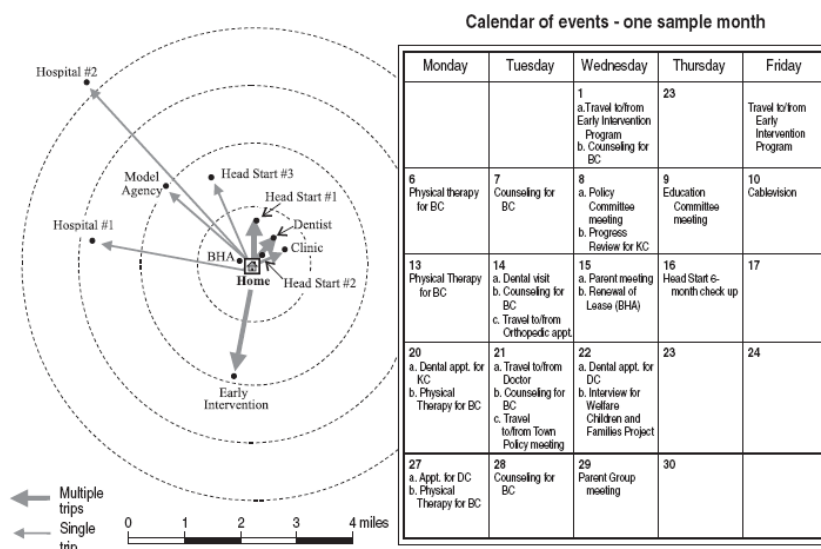 Calendar of events - one sample month
Hospital #2
Model
Agency
Head Start #3
Head Start #1
Dentist
Hospital #1
Clinic
BHA
Home
Head Start #2
Early
Intervention
Multiple
trips
Single
trip
0 1 2 3 4 miles
Monday Tuesday Wednesday Thursday Friday
1
a.Travel to/from
Early Intervention
Program
b. Counseling for
BC
23
Travel to/from
Early
Intervention
Program
6
Physical therapy
for BC
7
Counseling for
BC
8
a. Policy
Committee
meeting
b. Progress
Review for KC
9
Education
Committee
meeting
10
Cablevision
13
Physical Therapy
for BC
14
a. Dental visit
b. Counseling for
BC
c. Travel to/from
Orthopedic appt.
15
a. Parent meeting
b. Renewal of
Lease (BHA)
16
Head Start 6-
month check up
17
20
a. Dental appt. for
KC
b. Physical
Therapy for BC
21
a. Travel to/from
Doctor
b. Counseling for
BC
c. Travel
to/from Town
Policy meeting
22
a. Dental appt. for
DC
b. Interview for
Welfare
Children and
Families Project
23
24
27
a. Appt. for DC
b. Physical
Therapy for BC
28
Counseling for
BC
29
Parent Group
meeting
30